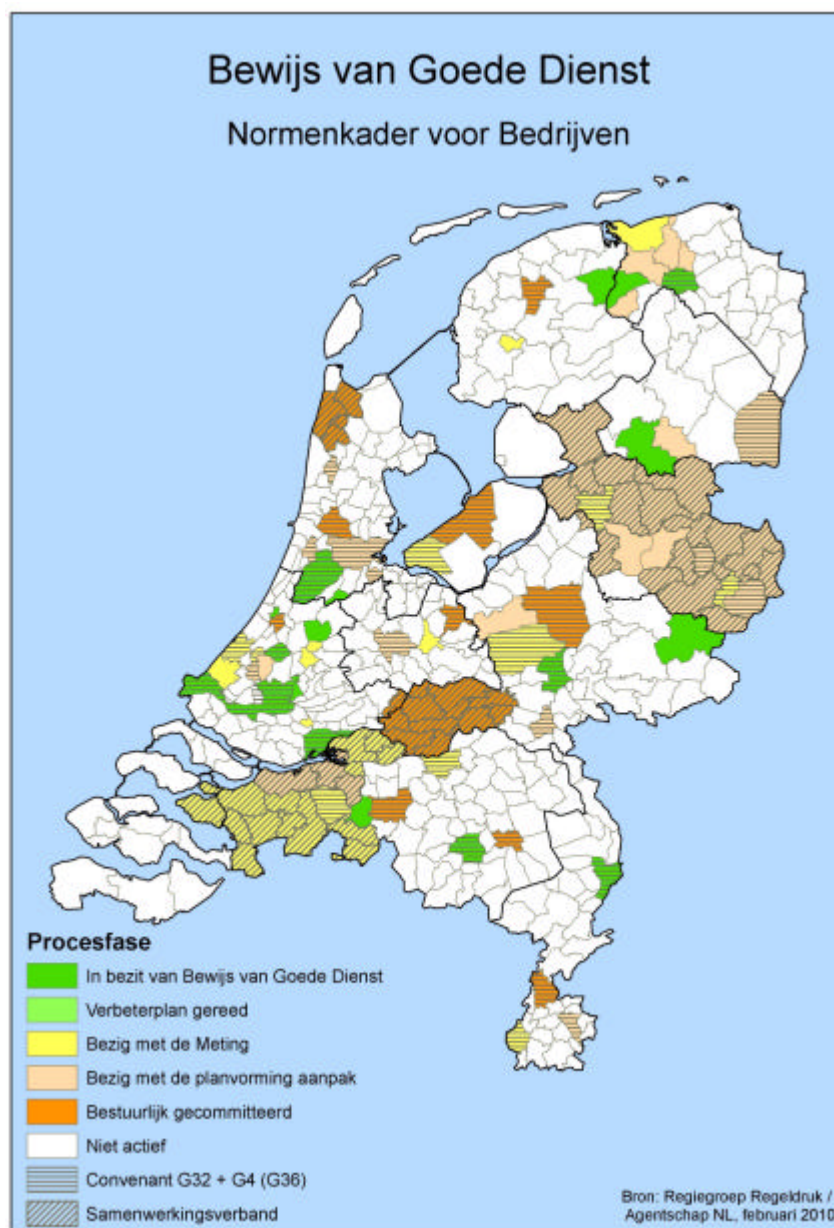 Bewijs van Goede Dienst
Normenkader voor Bedrijven
Procesfase
In bezit van Bewijs van Goede Dienst
Verbeterplan gereed
Bezig met de Meting
Bezig met de planvorming aanpak
Bestuurlijk gecommitteerd
Niet actief
Convenant G32 + G4 (G36)
Samenwerkingsverband
Bron: Regiegroep Regeldruk /
Agentschap NL, februari 2010